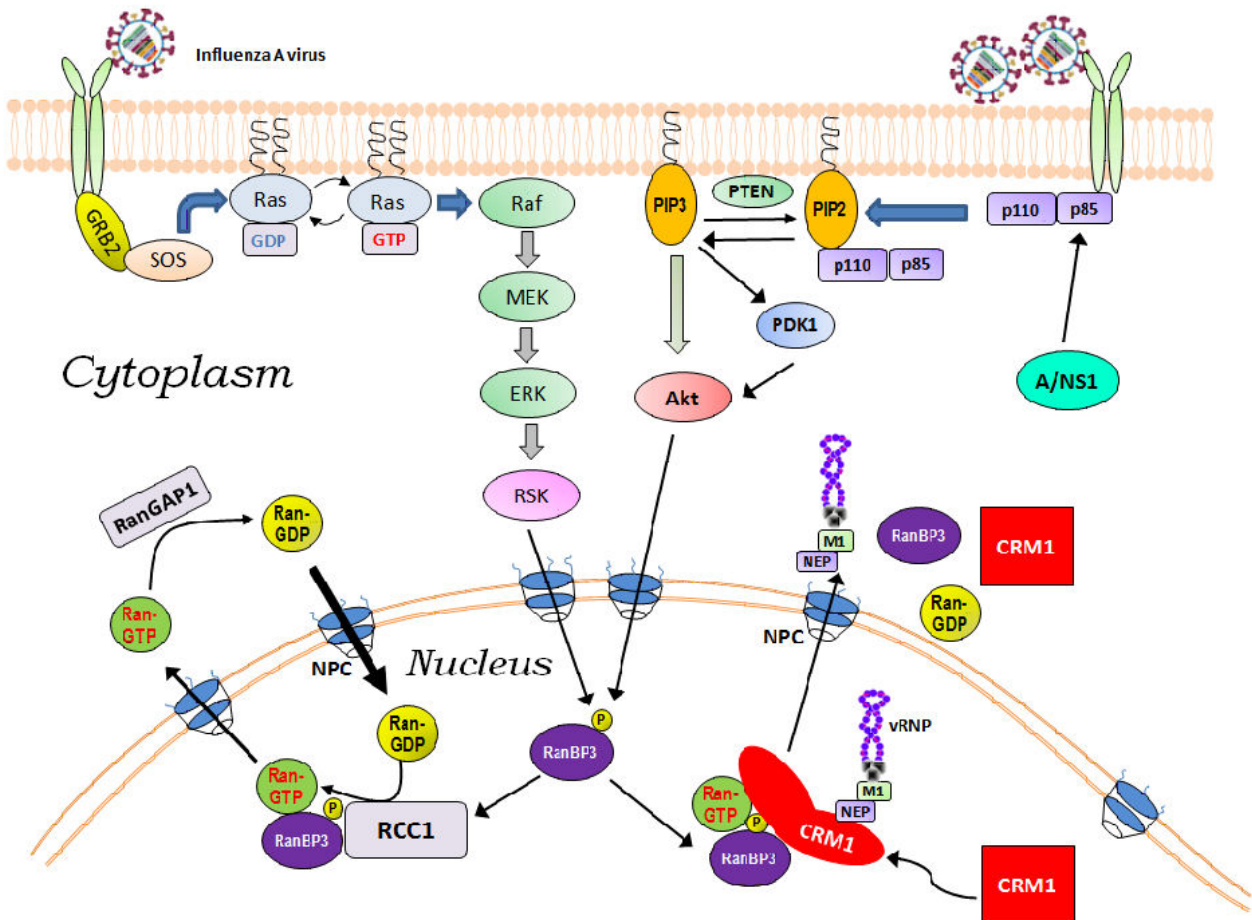 Influenza A virus
GRB2
SOS
Ras
GDP
Ras
GTP
Raf
MEK
ERK
RSK
PIP3
PTEN
PIP2
p110
p85
p110
p85
PDK1
Akt
A/NS1
Cytoplasm
RanGAP1
Ran-
GDP
Ran-
GTP
NPC
Nucleus
Ran-
GDP
Ran-
GTP
P
RanBP3
RCC1
P
RanBP3
M1
NEP
RanBP3
CRM1
Ran-
GDP
NPC
vRNP
M1
NEP
Ran-
GTP
P
RanBP3
CRM1
CRM1